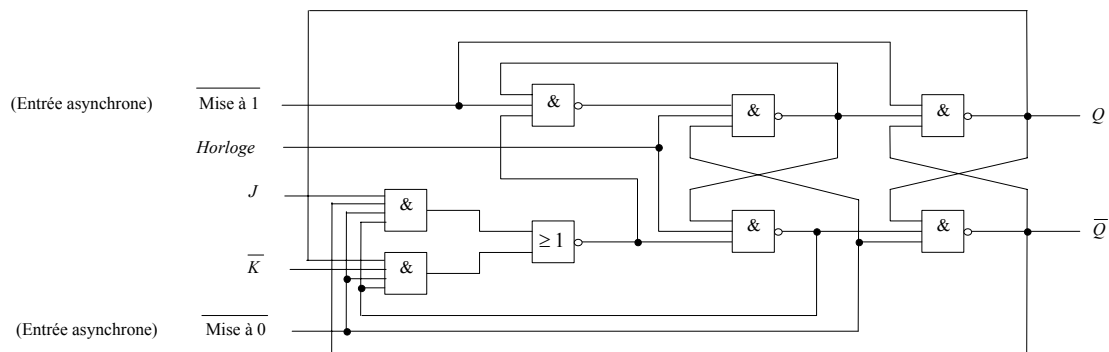 (Entrée asynchrone) Mise à 1
&
&
&
Q
Horloge
J
&
≥ 1
&
&
Q
K
&
(Entrée asynchrone) Mise à 0